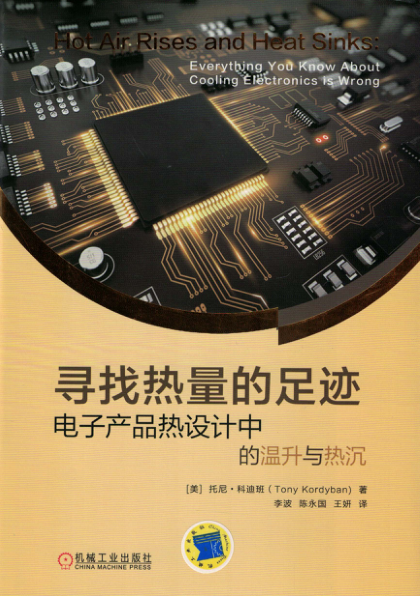 Hot Air Rises and Heat Sinks:
Everything You Know About
Cooling Electronics Is Wrong
寻找热量的足迹
电子产品热设计中
的温升与热沉
[美] 托尼·科迪班(Tony Kordyban) 著
李波 陈永国 王妍 译
机械工业出版社
CHINA MACHINE PRESS